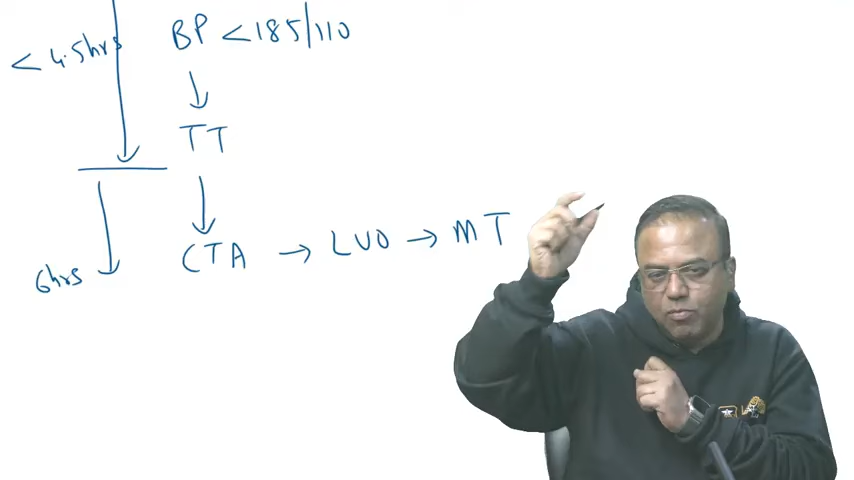 < 4.5hrs BP < 185/110
TT
6hrs CTA → LVO → MT